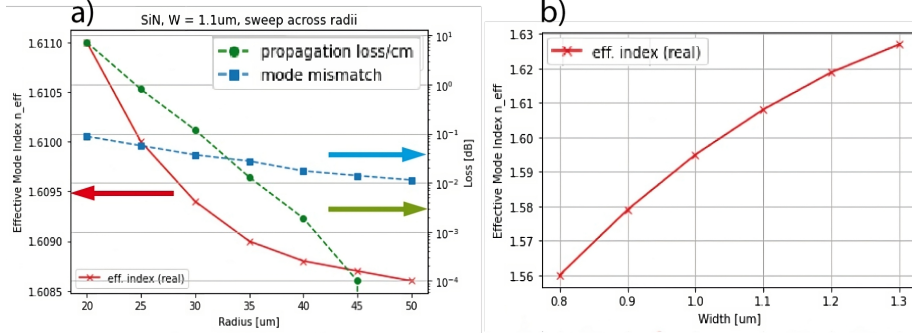 a)
SiN, W = 1.1um, sweep across radii
Effective Mode Index n_eff
1.6110
1.6105
1.6100
1.6095
1.6090
1.6085
propagation loss/cm
mode mismatch
eff. index (real)
10¹
10⁰
10⁻¹
10⁻²
10⁻³
10⁻⁴
Loss [dB]
20 25 30 35 40 45 50
Radius [um]
b)
Effective Mode Index n_eff
1.63
1.62
1.61
1.60
1.59
1.58
1.57
1.56
eff. index (real)
0.8 0.9 1.0 1.1 1.2 1.3
Width [um]